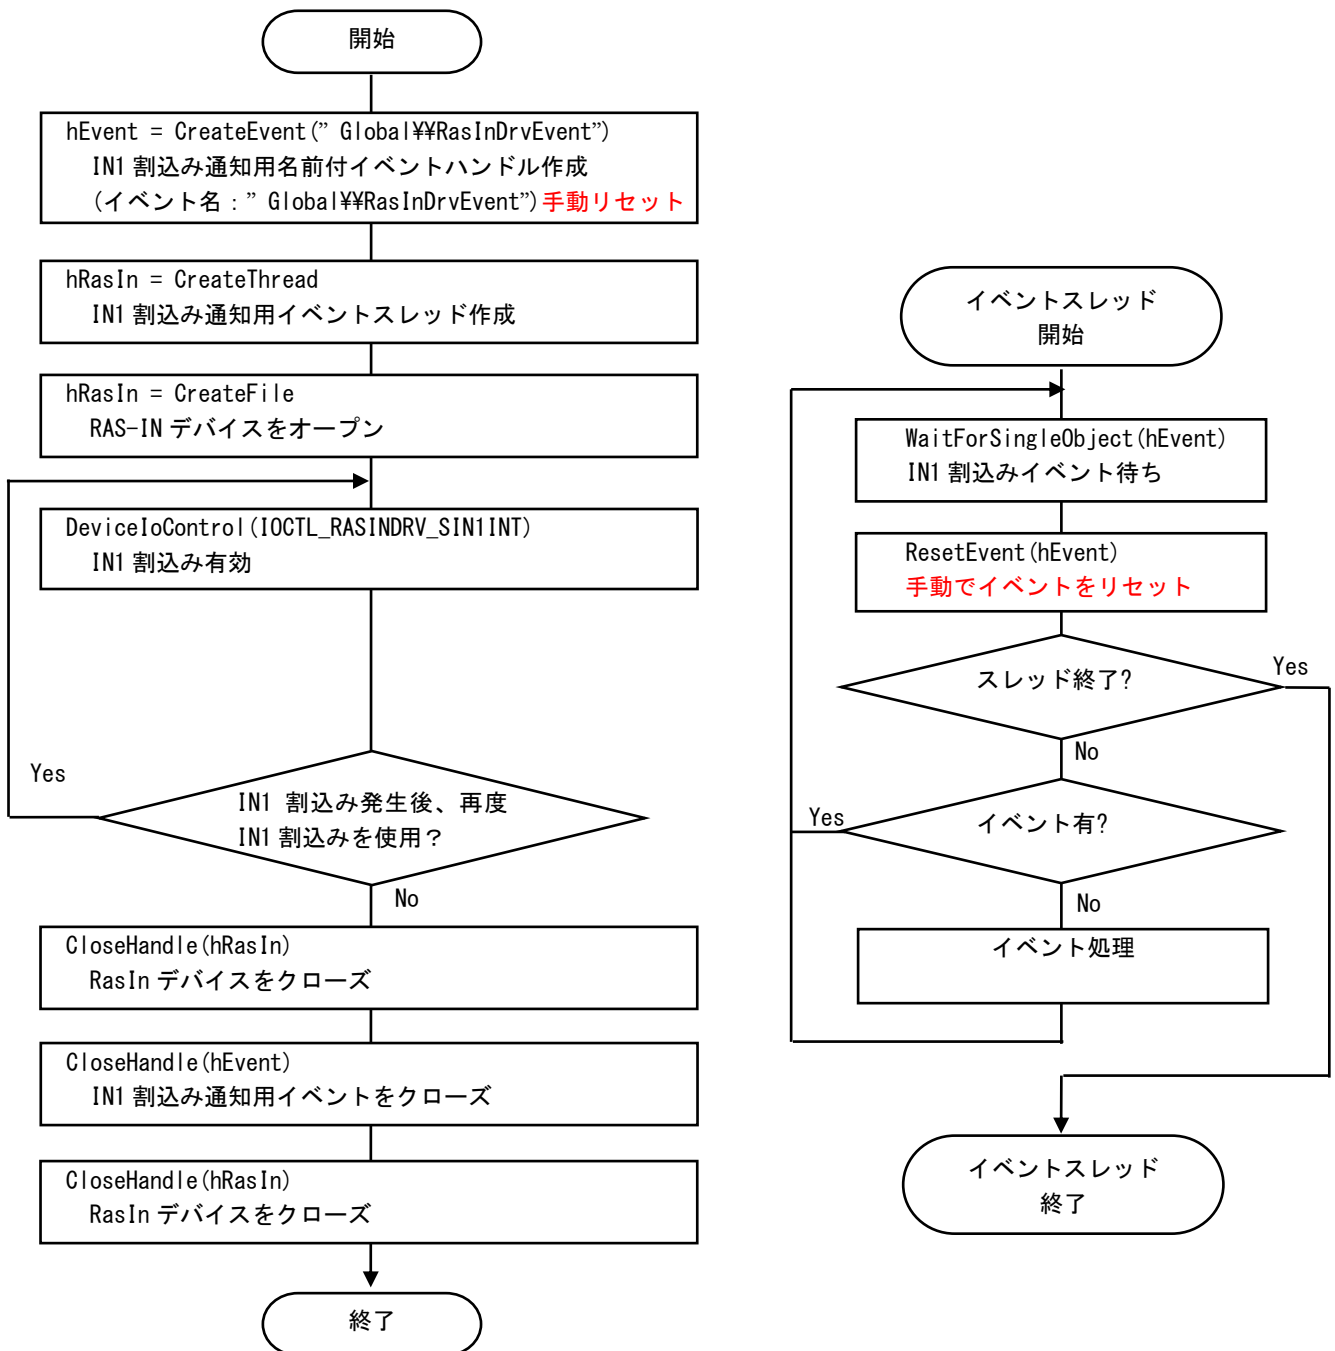 開始
hEvent = CreateEvent(” Global¥¥RasInDrvEvent”)
IN1 割込み通知用名前付イベントハンドル作成
(イベント名：” Global¥¥RasInDrvEvent”)手動リセット
hRasIn = CreateThread
IN1 割込み通知用イベントスレッド作成
hRasIn = CreateFile
RAS-IN デバイスをオープン
DeviceIoControl(IOCTL_RASINDRV_SIN1INT)
IN1 割込み有効
Yes
IN1 割込み発生後、再度
IN1 割込みを使用？
No
CloseHandle(hRasIn)
RasIn デバイスをクローズ
CloseHandle(hEvent)
IN1 割込み通知用イベントをクローズ
CloseHandle(hRasIn)
RasIn デバイスをクローズ
終了
イベントスレッド
開始
WaitForSingleObject(hEvent)
IN1 割込みイベント待ち
ResetEvent(hEvent)
手動でイベントをリセット
スレッド終了?
Yes
No
イベント有?
Yes
No
イベント処理
イベントスレッド
終了